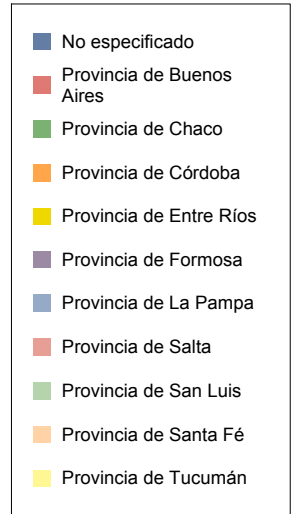 No especificado
Provincia de Buenos
Aires
Provincia de Chaco
Provincia de Córdoba
Provincia de Entre Ríos
Provincia de Formosa
Provincia de La Pampa
Provincia de Salta
Provincia de San Luis
Provincia de Santa Fé
Provincia de Tucumán